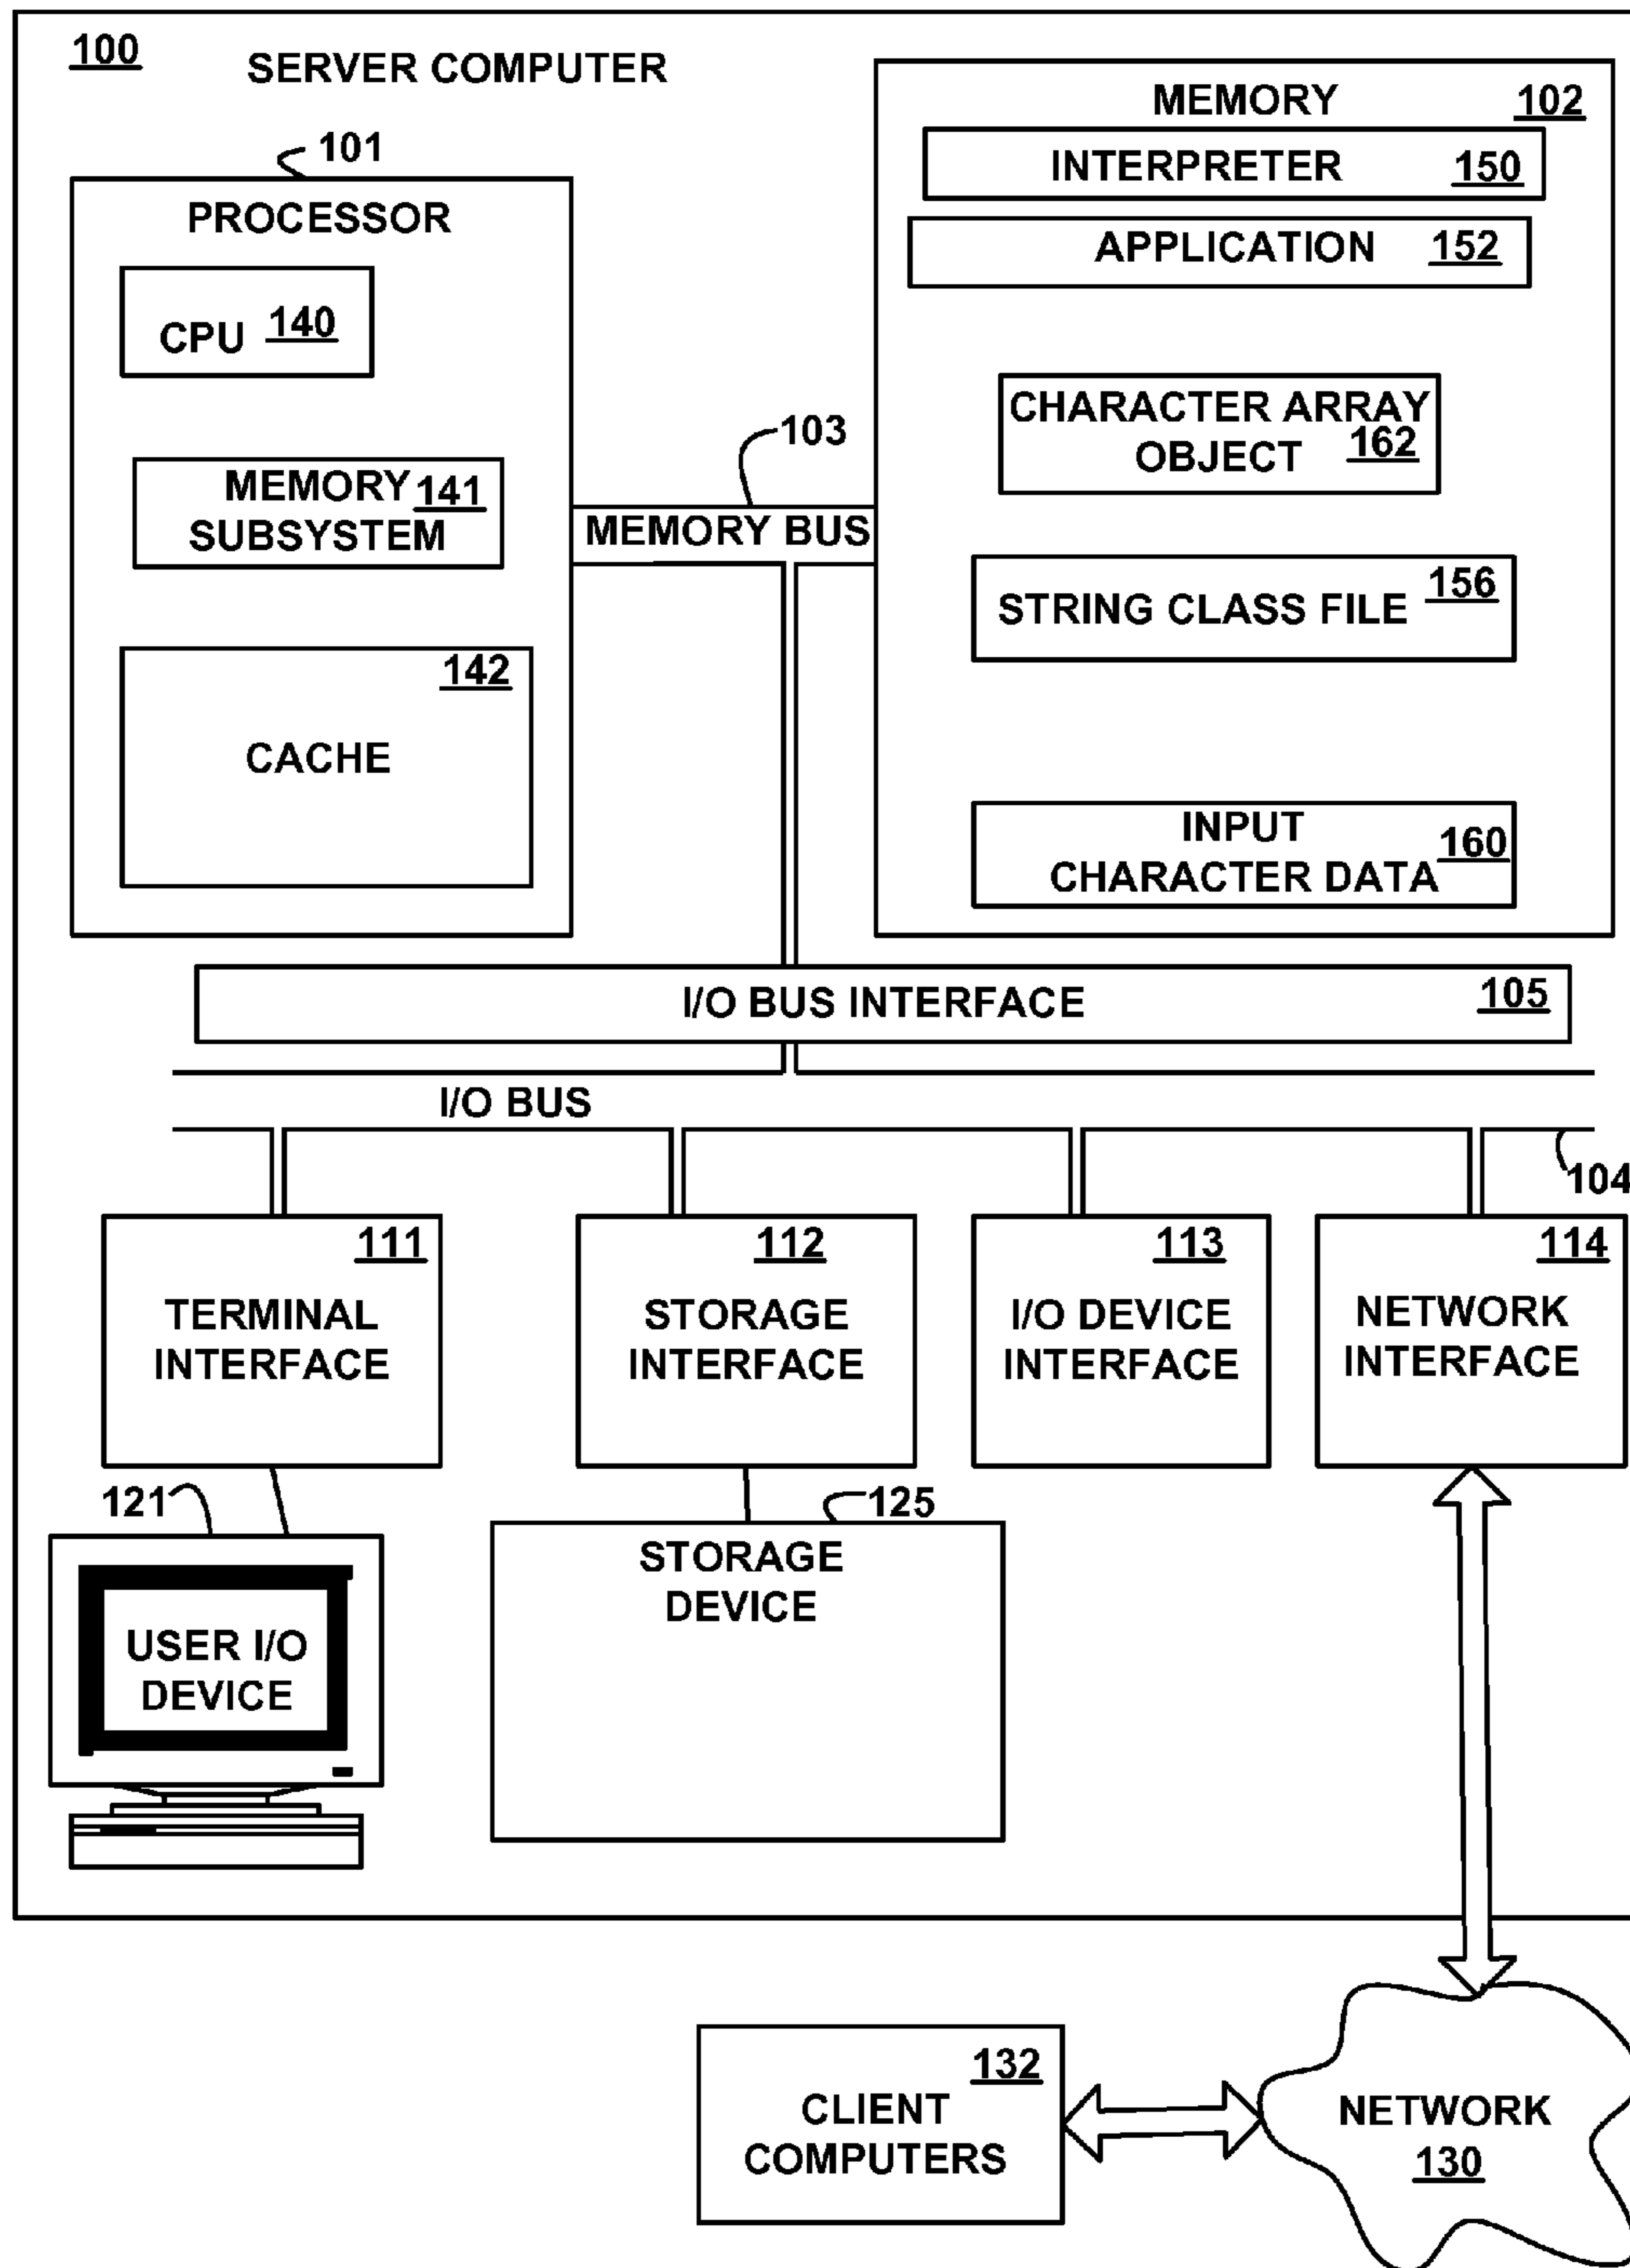 100
SERVER COMPUTER
101
PROCESSOR
CPU 140
MEMORY 141
SUBSYSTEM
142
CACHE
103
MEMORY BUS
MEMORY 102
INTERPRETER 150
APPLICATION 152
CHARACTER ARRAY
OBJECT 162
STRING CLASS FILE 156
INPUT
CHARACTER DATA 160
I/O BUS INTERFACE 105
I/O BUS
104
111
TERMINAL
INTERFACE
112
STORAGE
INTERFACE
113
I/O DEVICE
INTERFACE
114
NETWORK
INTERFACE
121
USER I/O
DEVICE
125
STORAGE
DEVICE
132
CLIENT
COMPUTERS
NETWORK
130